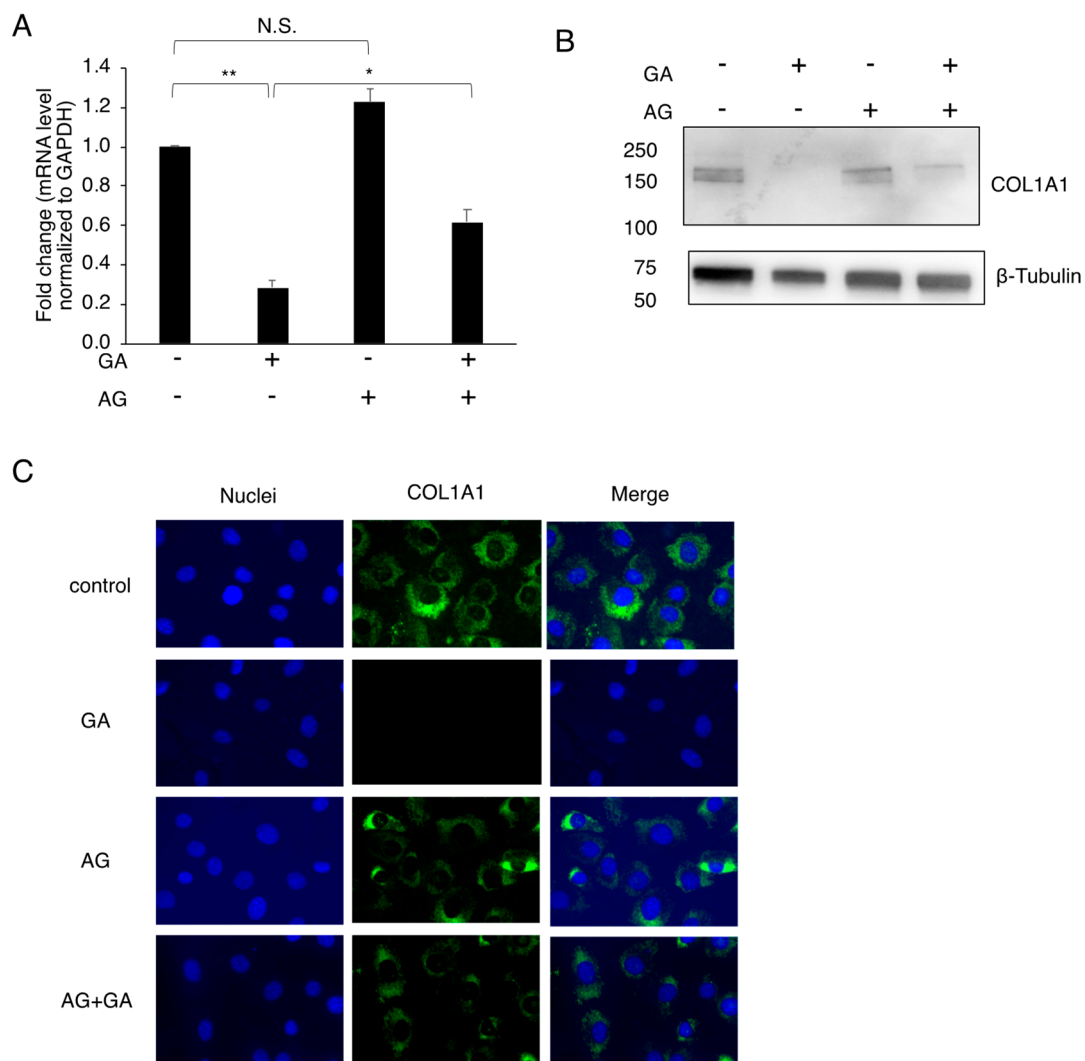 A
N.S.
**
*
Fold change (mRNA level
normalized to GAPDH)
1.4
1.2
1.0
0.8
0.6
0.4
0.2
0.0
GA - + - +
AG - - + +
B
GA - + - +
AG - - + +
250
150
100
75
50
COL1A1
β-Tubulin
C
Nuclei COL1A1 Merge
control
GA
AG
AG+GA